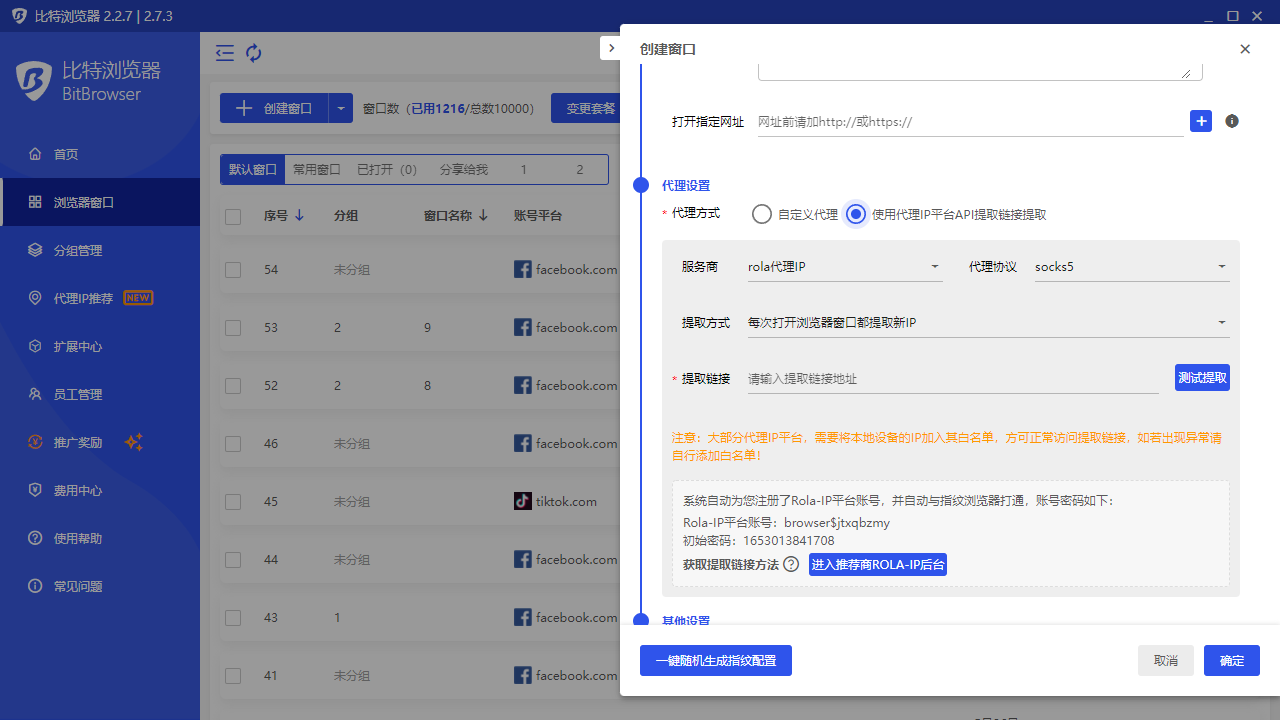 比特浏览器 2.2.7 | 2.7.3
比特浏览器
BitBrowser
首页
浏览器窗口
分组管理
代理IP推荐 NEW
扩展中心
员工管理
推广奖励
费用中心
使用帮助
常见问题
创建窗口 窗口数（已用1216/总数10000） 变更套餐
默认窗口 常用窗口 已打开（0） 分享给我 1 2
序号 分组 窗口名称 账号平台
54 未分组 facebook.com
53 2 9 facebook.com
52 2 8 facebook.com
46 未分组 facebook.com
45 未分组 tiktok.com
44 未分组 facebook.com
43 1 facebook.com
41 未分组 facebook.com
创建窗口
打开指定网址 网址前请加http://或https://
代理设置
* 代理方式 自定义代理 使用代理IP平台API提取链接提取
服务商 rola代理IP 代理协议 socks5
提取方式 每次打开浏览器窗口都提取新IP
* 提取链接 请输入提取链接地址 测试提取
注意：大部分代理IP平台，需要将本地设备的IP加入其白名单，方可正常访问提取链接，如若出现异常请
自行添加白名单！
系统自动为您注册了Rola-IP平台账号，并自动与指纹浏览器打通，账号密码如下：
Rola-IP平台账号：browser$jtxqbzmy
初始密码：1653013841708
获取提取链接方法 进入推荐商ROLA-IP后台
其他设置
一键随机生成指纹配置 取消 确定